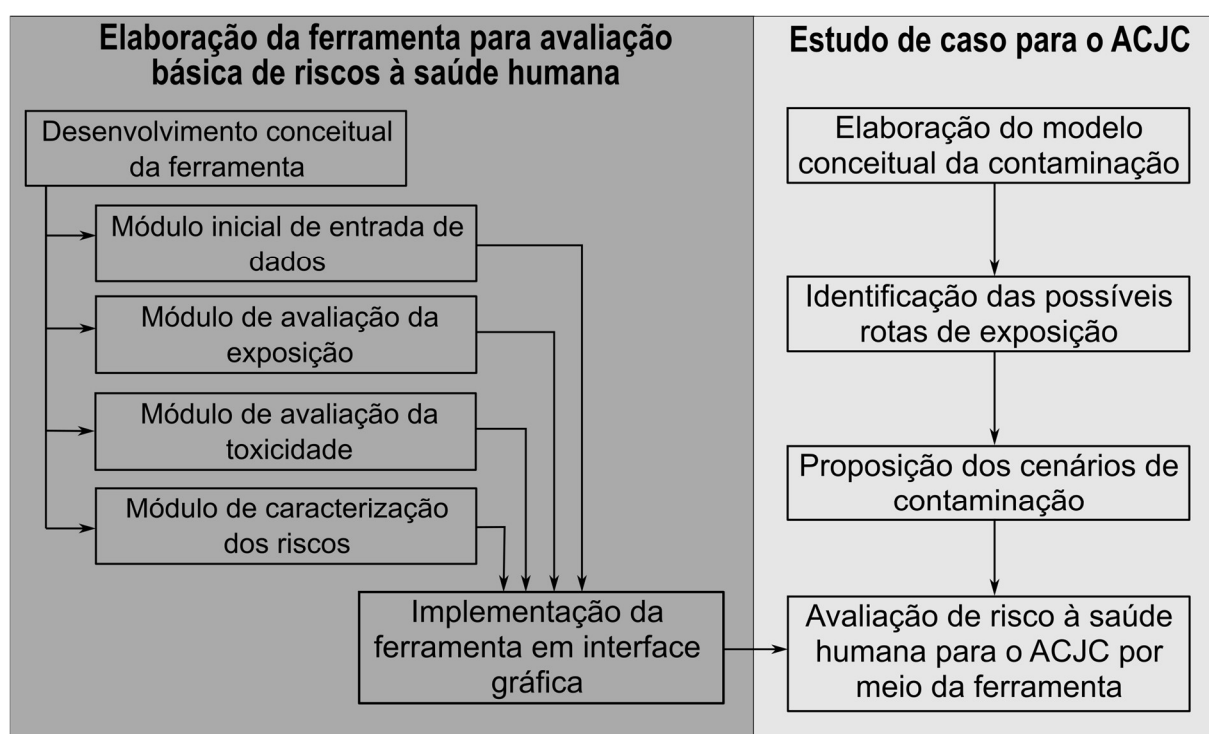 Elaboração da ferramenta para avaliação
básica de riscos à saúde humana
Desenvolvimento conceitual
da ferramenta
Módulo inicial de entrada de
dados
Módulo de avaliação da
exposição
Módulo de avaliação da
toxicidade
Módulo de caracterização
dos riscos
Implementação da
ferramenta em interface
gráfica
Estudo de caso para o ACJC
Elaboração do modelo
conceitual da contaminação
Identificação das possíveis
rotas de exposição
Proposição dos cenários de
contaminação
Avaliação de risco à saúde
humana para o ACJC por
meio da ferramenta